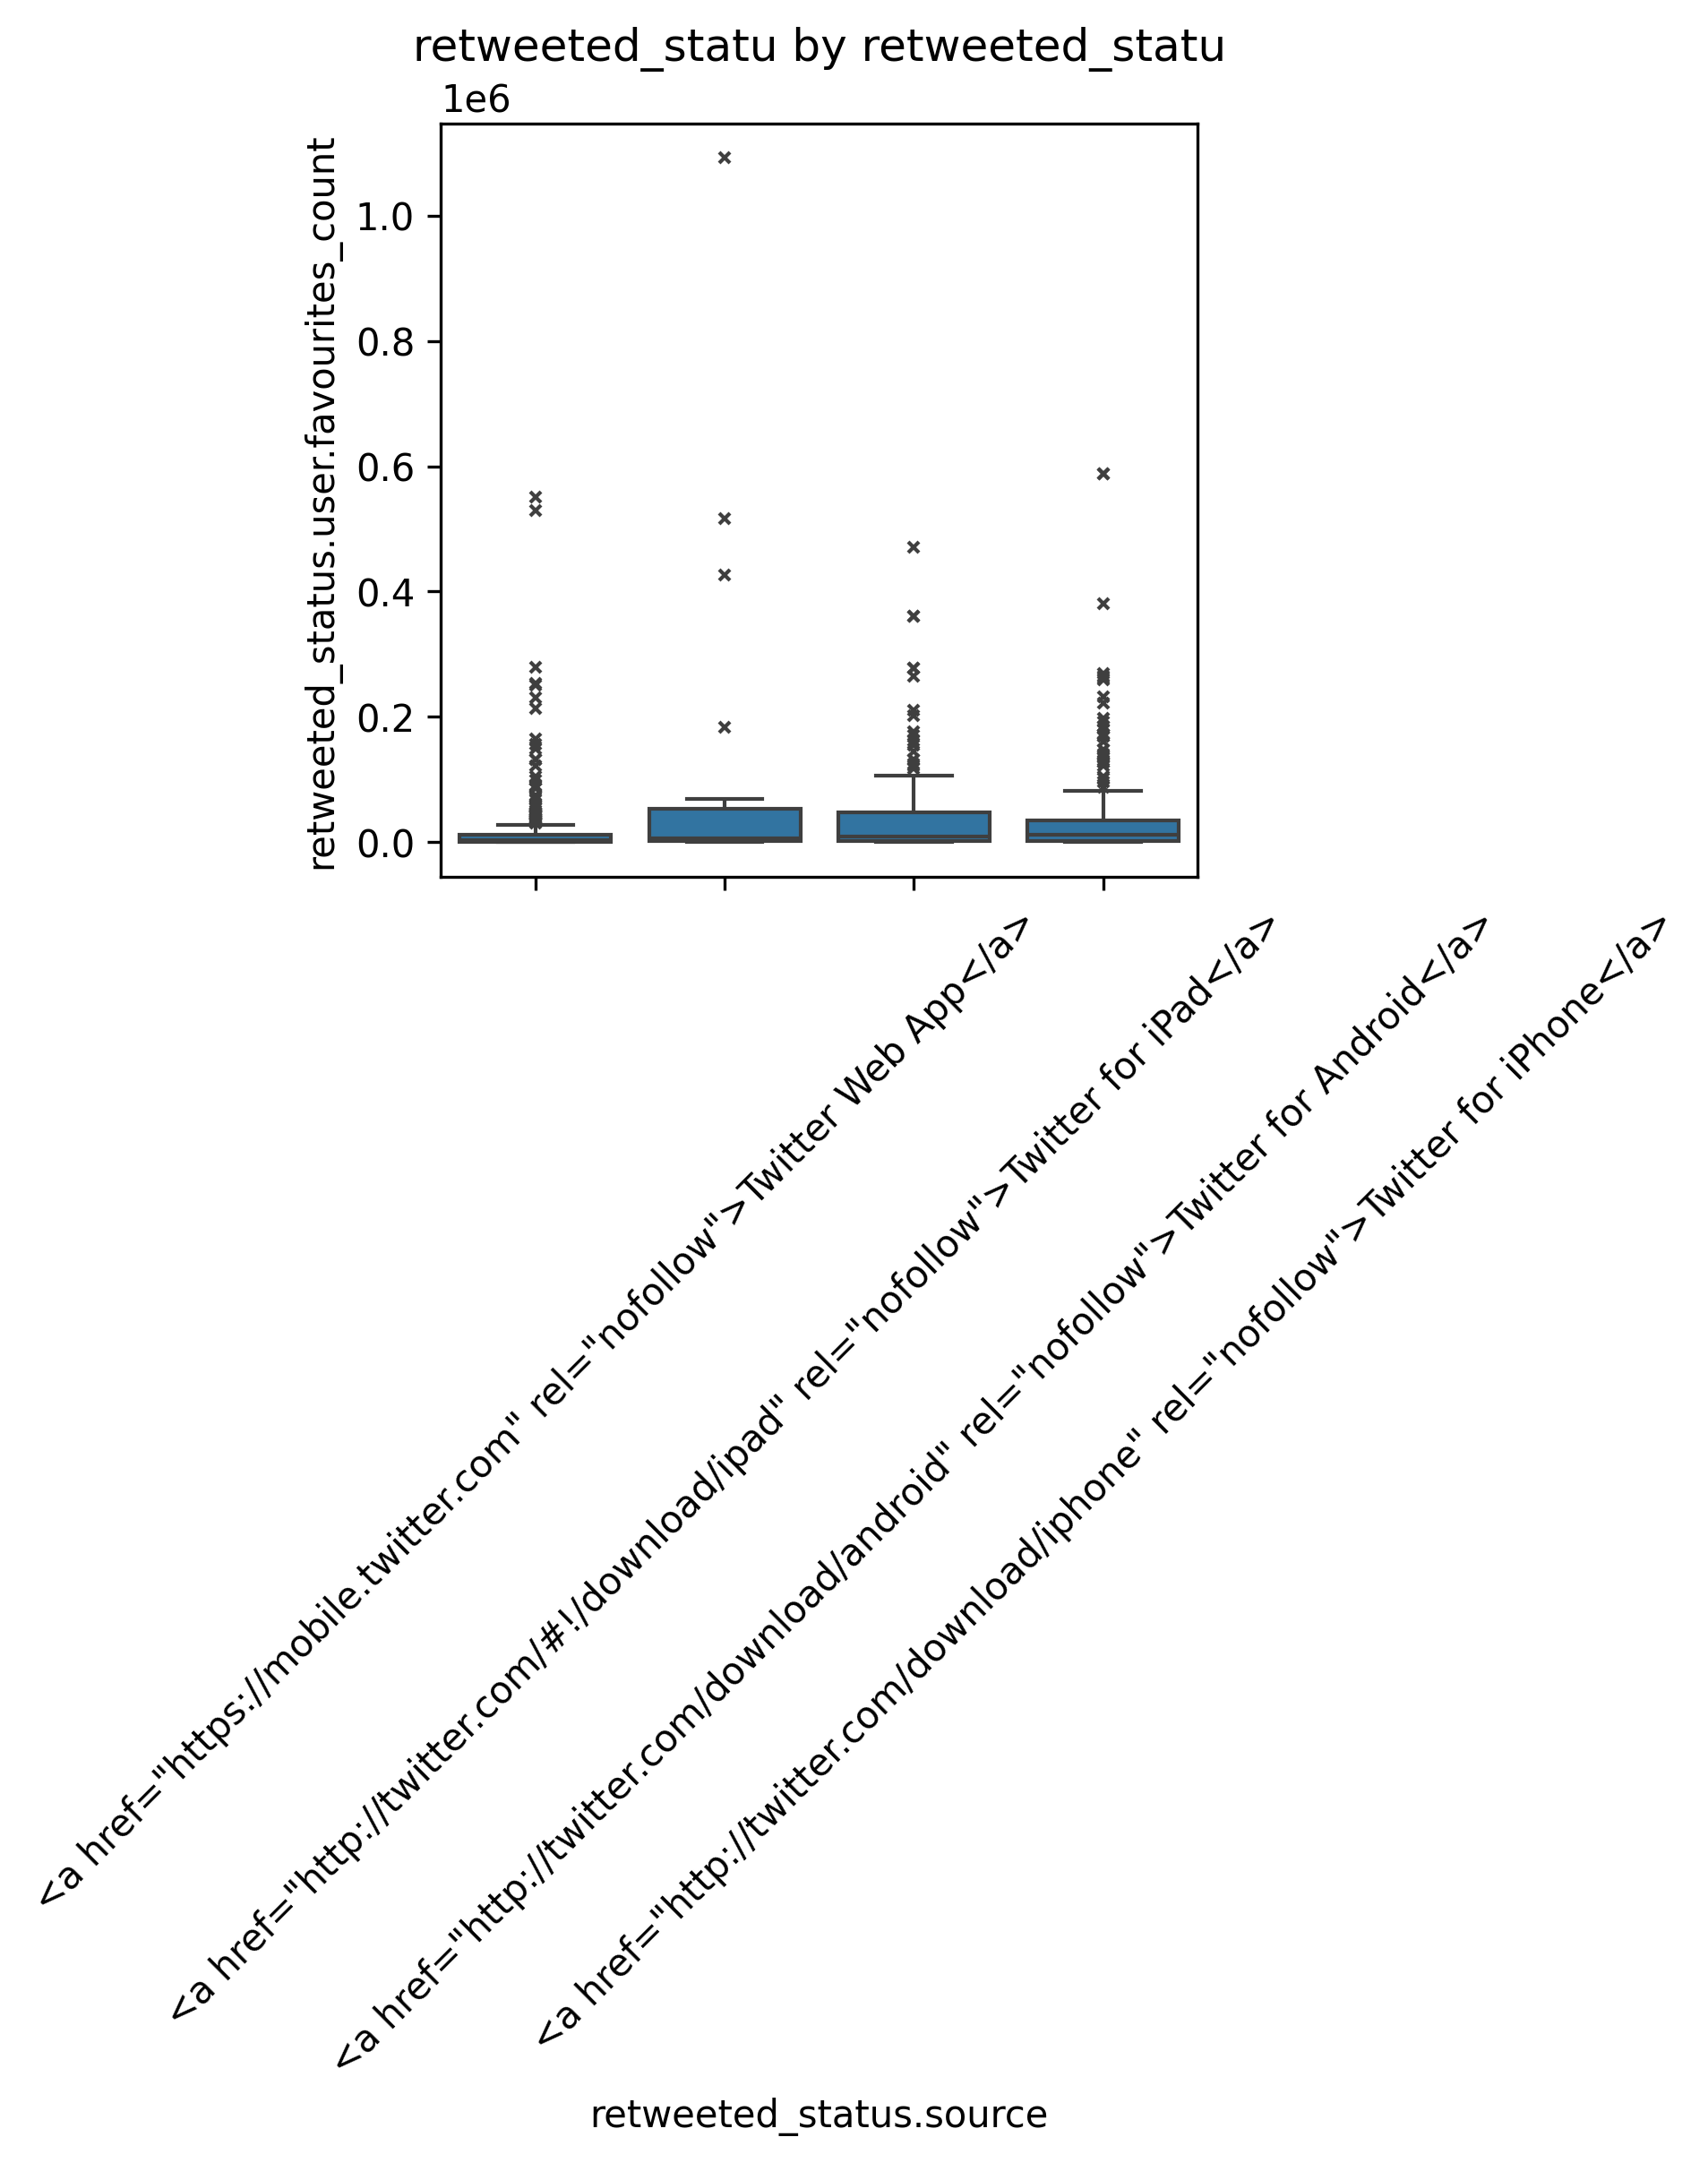 retweeted_statu by retweeted_statu
1e6
retweeted_status.user.favourites_count
1.0
0.8
0.6
0.4
0.2
0.0
<a href="https://mobile.twitter.com" rel="nofollow">Twitter Web App</a>
<a href="http://twitter.com/#!/download/ipad" rel="nofollow">Twitter for iPad</a>
<a href="http://twitter.com/download/android" rel="nofollow">Twitter for Android</a>
<a href="http://twitter.com/download/iphone" rel="nofollow">Twitter for iPhone</a>
retweeted_status.source